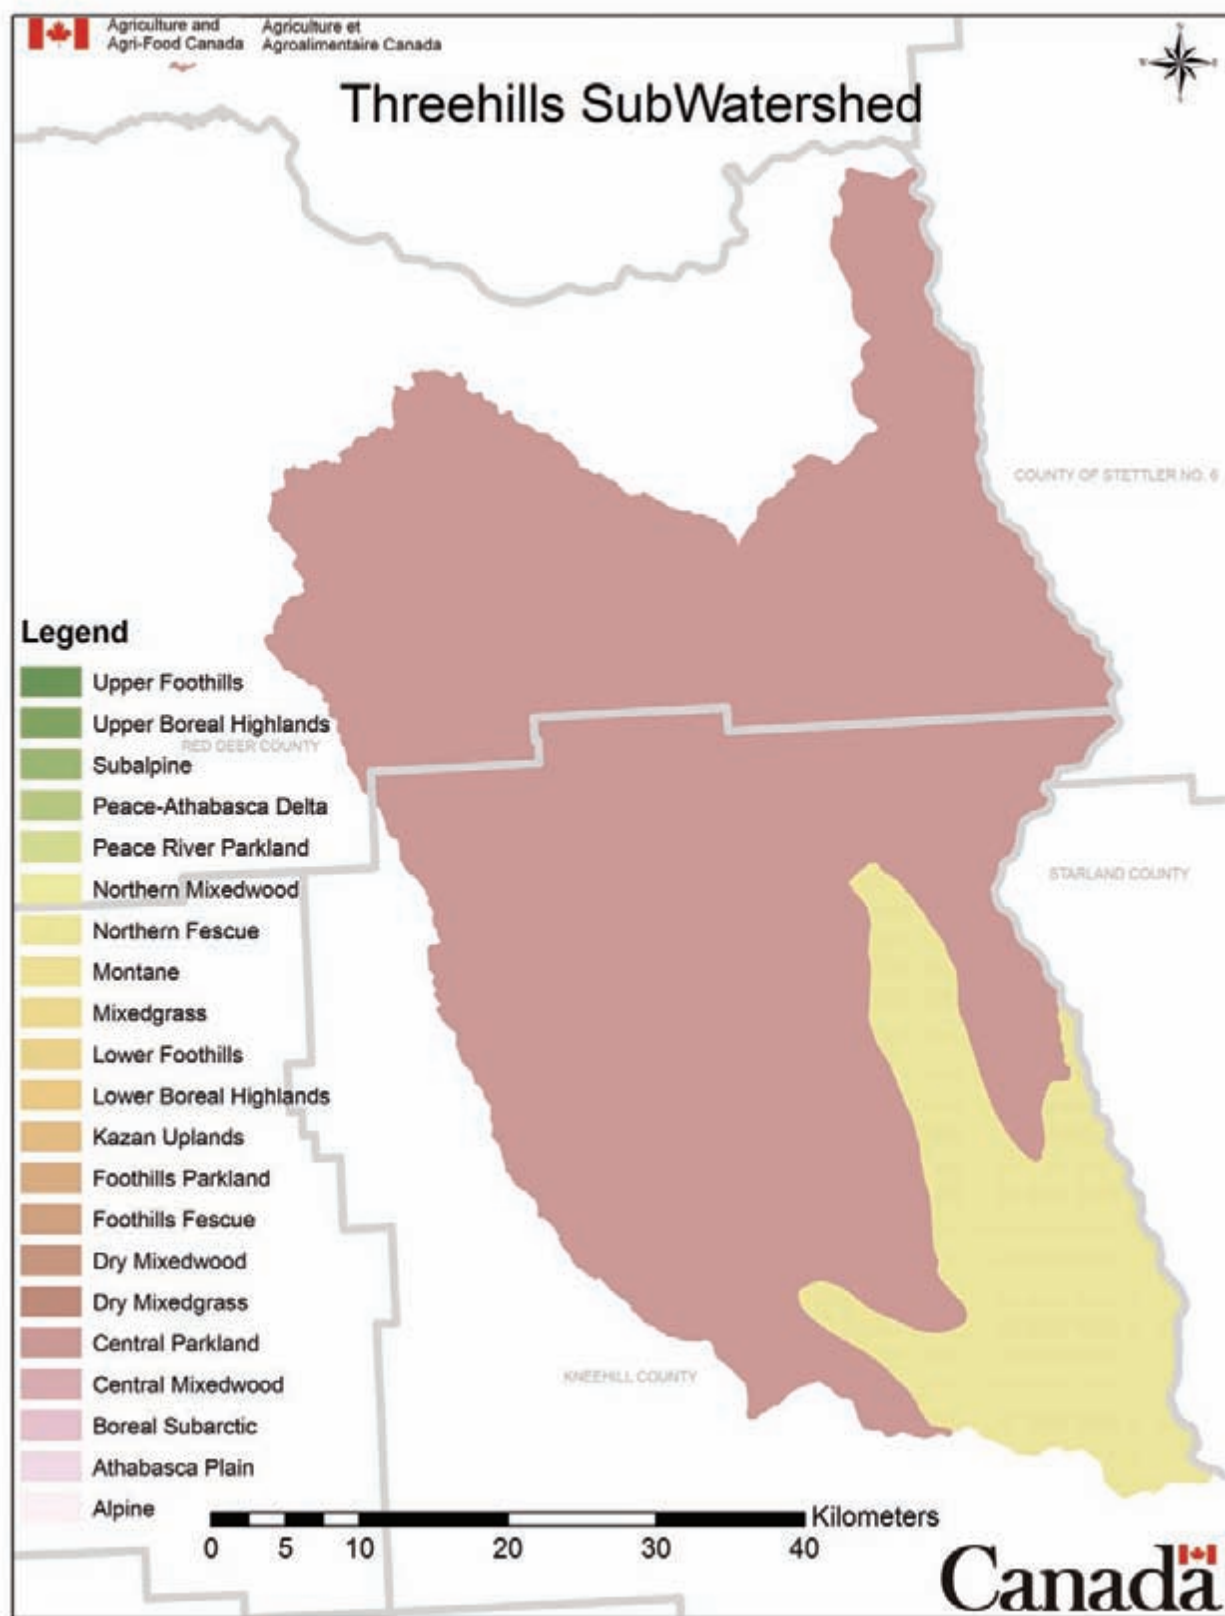 Agriculture and Agriculture et
Agri-Food Canada Agroalimentaire Canada
Threehills SubWatershed
COUNTY OF STETTLER NO. 6
Legend
Upper Foothills
Upper Boreal Highlands
RED DEER COUNTY
Subalpine
Peace-Athabasca Delta
Peace River Parkland
STARLAND COUNTY
Northern Mixedwood
Northern Fescue
Montane
Mixedgrass
Lower Foothills
Lower Boreal Highlands
Kazan Uplands
Foothills Parkland
Foothills Fescue
Dry Mixedwood
Dry Mixedgrass
Central Parkland
KNEEHILL COUNTY
Central Mixedwood
Boreal Subarctic
Athabasca Plain
Alpine
Kilometers
0 5 10 20 30 40
Canada